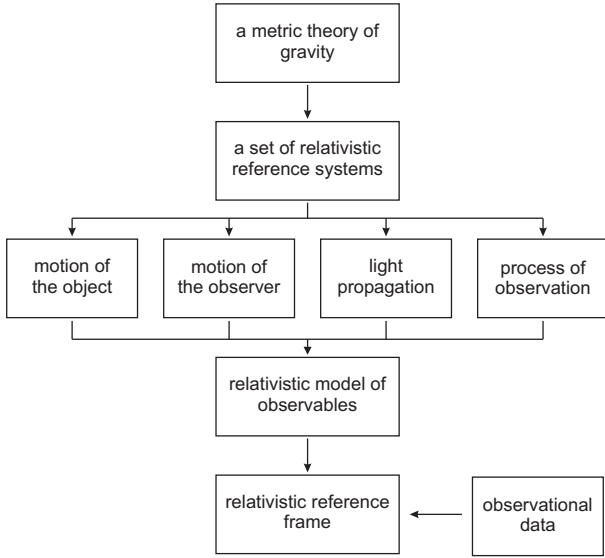 a metric theory of
gravity
a set of relativistic
reference systems
motion of
the object
motion of
the observer
light
propagation
process of
observation
relativistic model of
observables
relativistic reference
frame
observational
data